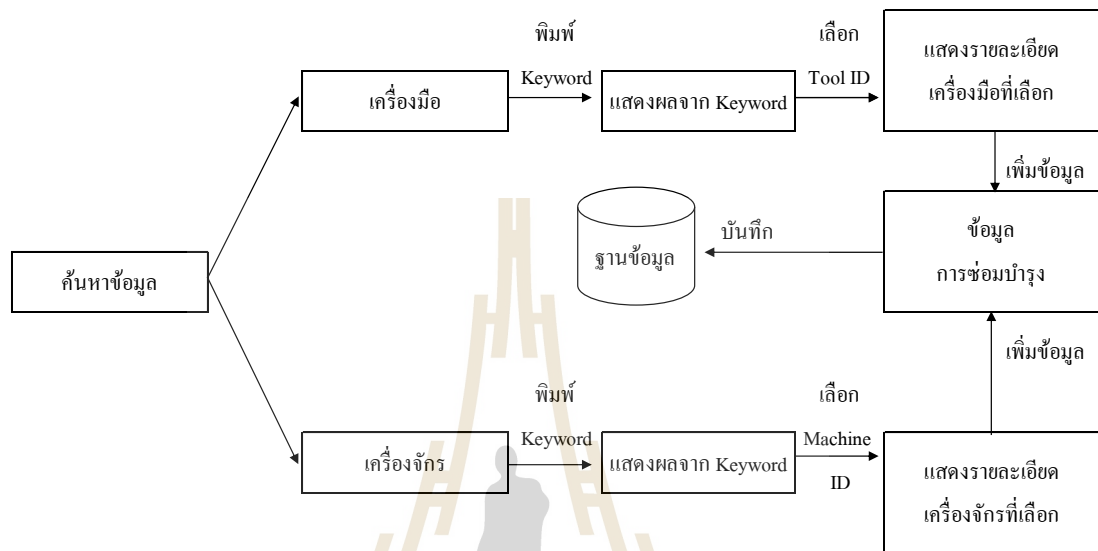 พิมพ์
Keyword
เลือก
Tool ID
แสดงรายละเอียด
เครื่องมือที่เลือก
เครื่องมือ
แสดงผลจาก Keyword
เพิ่มข้อมูล
ฐานข้อมูล
บันทึก
ข้อมูล
การซ่อมบำรุง
ค้นหาข้อมูล
เพิ่มข้อมูล
พิมพ์
Keyword
เลือก
Machine
ID
เครื่องจักร
แสดงผลจาก Keyword
แสดงรายละเอียด
เครื่องจักรที่เลือก